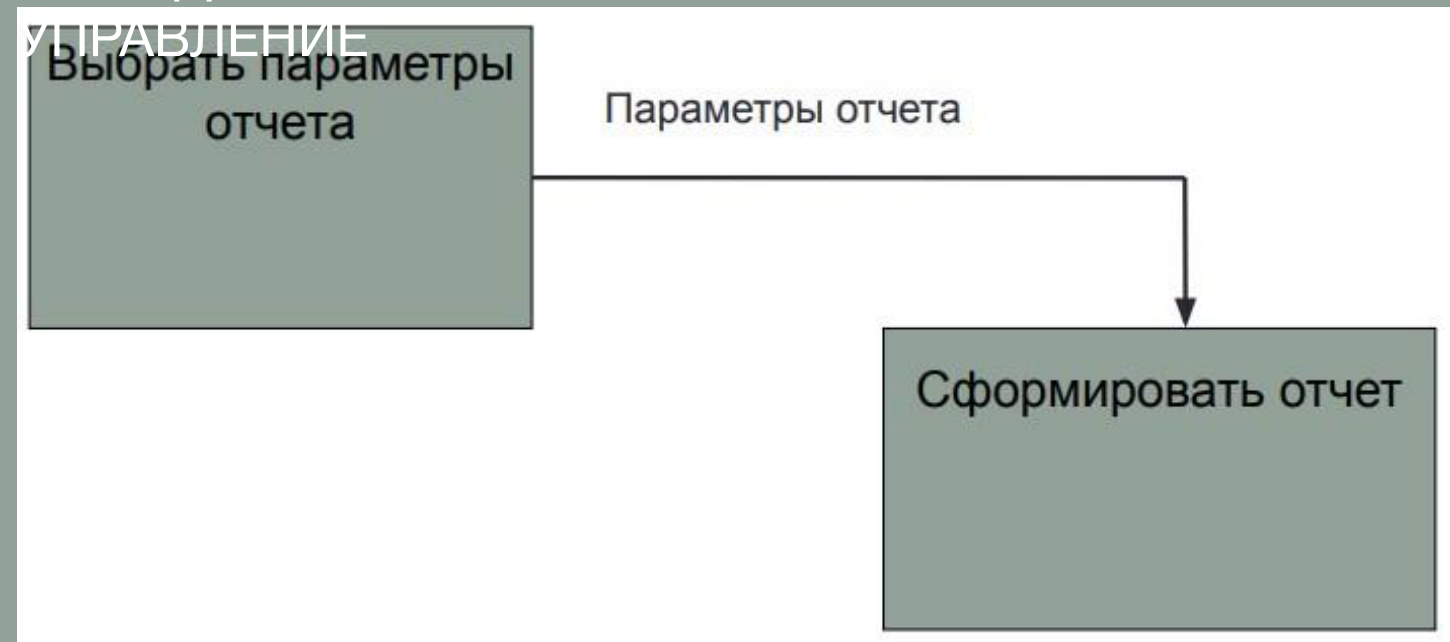 УПРАВЛЕНИЕ
Выбрать параметры
отчета
Параметры отчета
Сформировать отчет